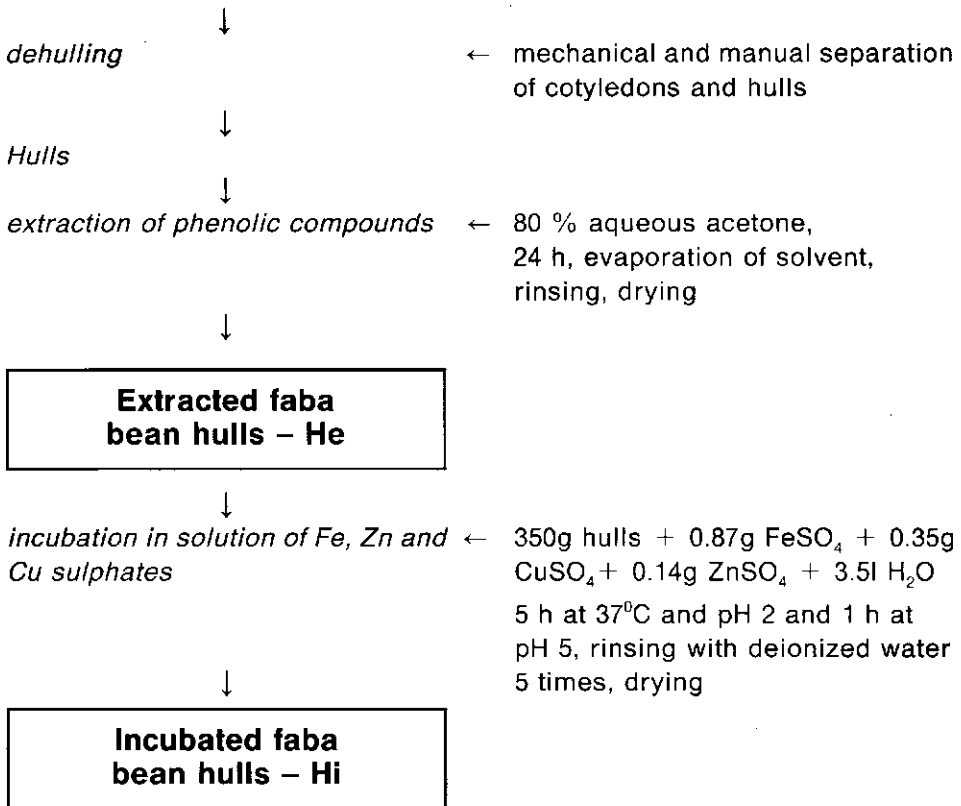 ↓
dehulling ← mechanical and manual separation
of cotyledons and hulls
↓
Hulls
↓
extraction of phenolic compounds ← 80 % aqueous acetone,
24 h, evaporation of solvent,
rinsing, drying
↓
Extracted faba
bean hulls – He
↓
incubation in solution of Fe, Zn and ← 350g hulls + 0.87g FeSO₄ + 0.35g
Cu sulphates CuSO₄ + 0.14g ZnSO₄ + 3.5l H₂O
5 h at 37⁰C and pH 2 and 1 h at
pH 5, rinsing with deionized water
5 times, drying
↓
Incubated faba
bean hulls – Hi